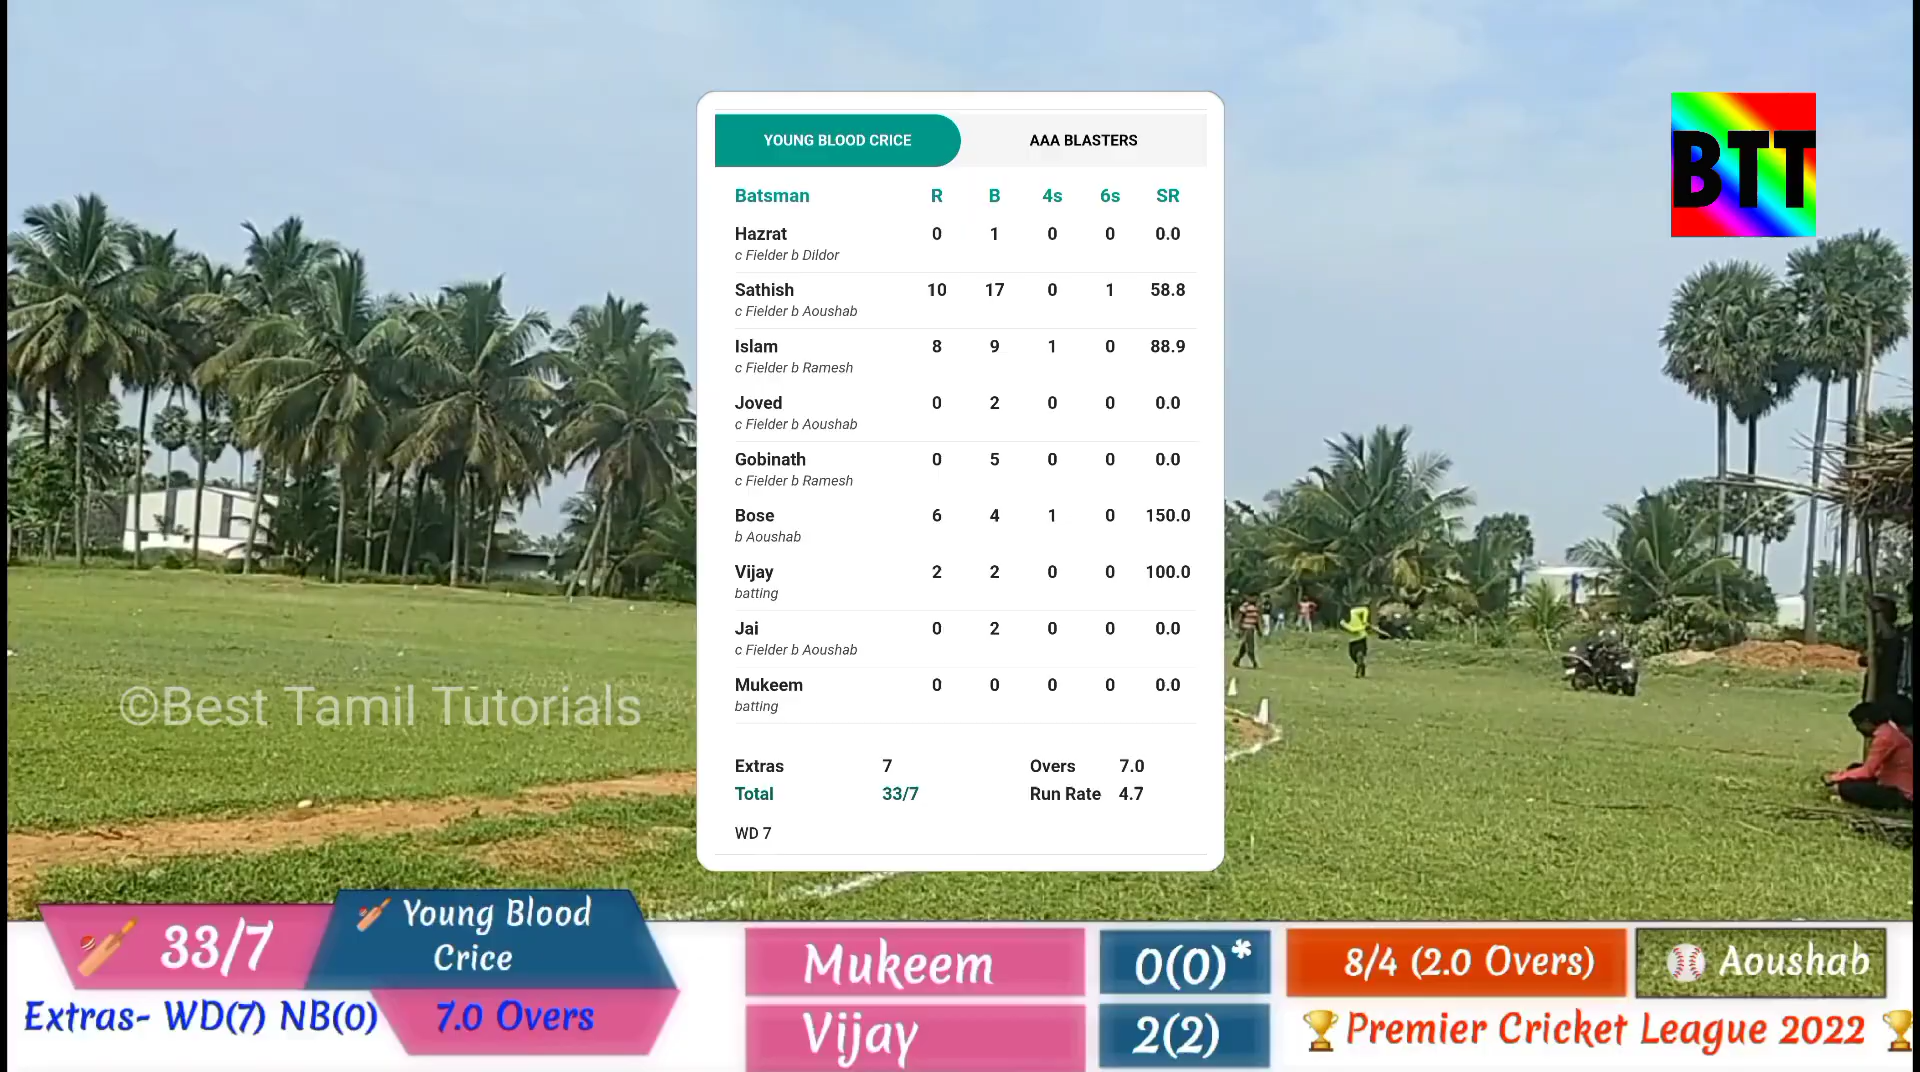 YOUNG BLOOD CRICE AAA BLASTERS
BTT
Batsman R B 4s 6s SR
Hazrat 0 1 0 0 0.0
c Fielder b Dildor
Sathish 10 17 0 1 58.8
c Fielder b Aoushab
Islam 8 9 1 0 88.9
c Fielder b Ramesh
Joved 0 2 0 0 0.0
c Fielder b Aoushab
Gobinath 0 5 0 0 0.0
c Fielder b Ramesh
Bose 6 4 1 0 150.0
b Aoushab
Vijay 2 2 0 0 100.0
batting
Jai 0 2 0 0 0.0
c Fielder b Aoushab
Mukeem 0 0 0 0 0.0
batting
©Best Tamil Tutorials
Extras 7 Overs 7.0
Total 33/7 Run Rate 4.7
WD 7
33/7
Young Blood
Crice
Extras- WD(7) NB(0)
7.0 Overs
Mukeem 0(0)*
Vijay 2(2)
8/4 (2.0 Overs)
Aoushab
Premier Cricket League 2022